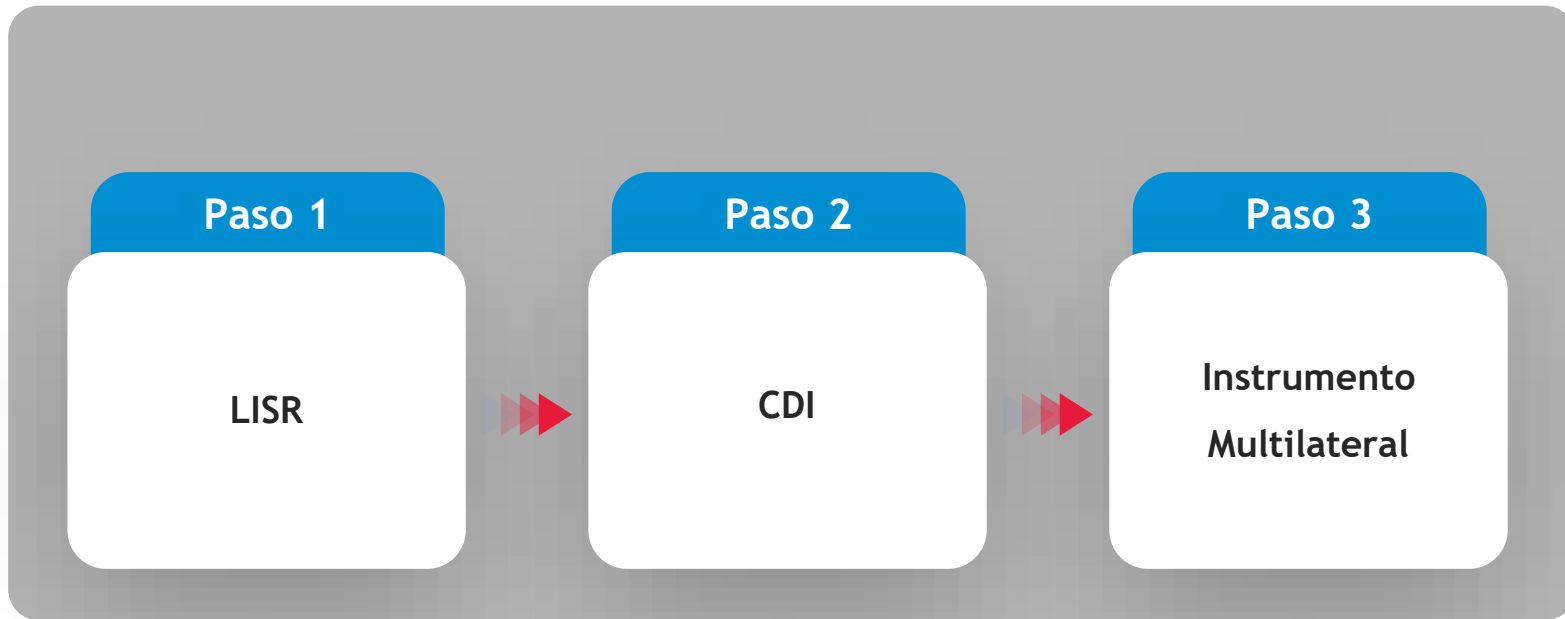 Paso 1
LISR
Paso 2
CDI
Paso 3
Instrumento
Multilateral